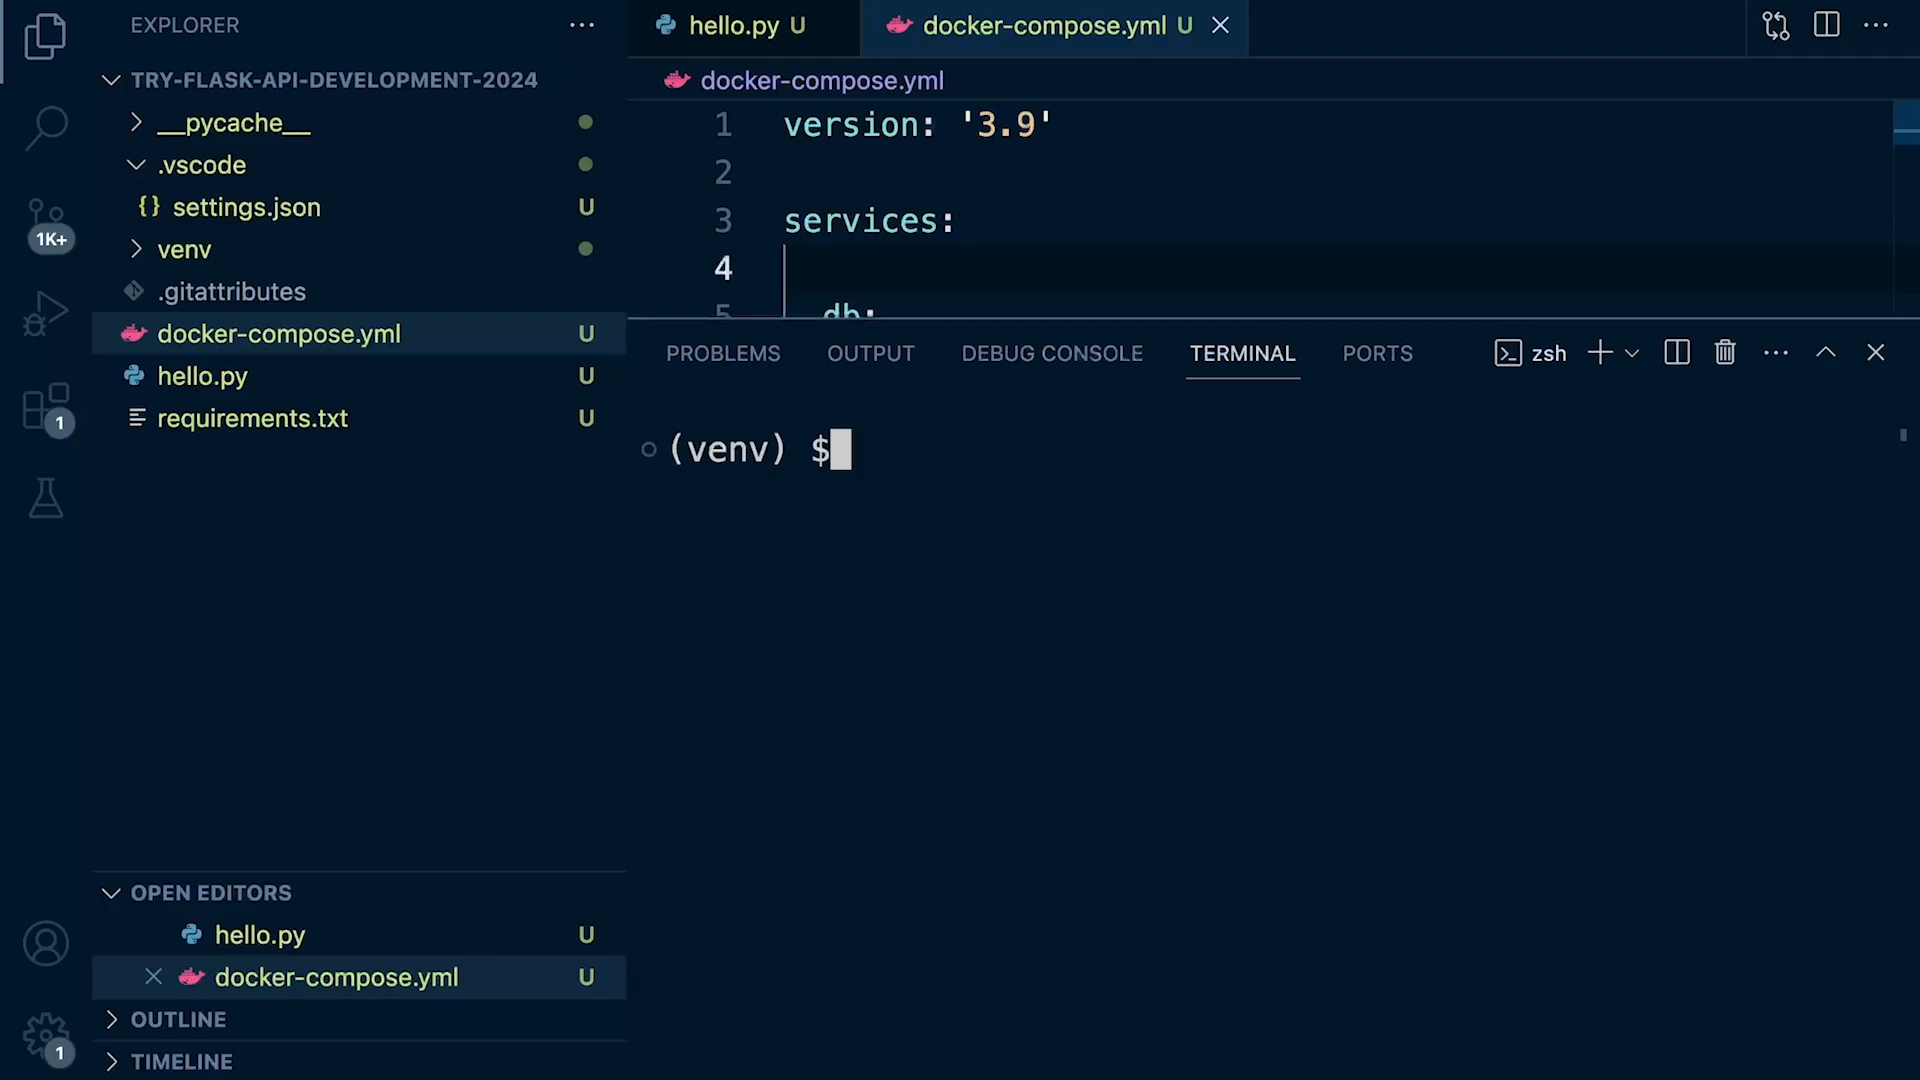 EXPLORER
TRY-FLASK-API-DEVELOPMENT-2024
__pycache__
.vscode
{} settings.json U
venv
.gitattributes
docker-compose.yml U
hello.py U
requirements.txt U
1K+
1
OPEN EDITORS
hello.py U
docker-compose.yml U
OUTLINE
TIMELINE
1
hello.py U
docker-compose.yml U
docker-compose.yml
1 version: '3.9'
2
3 services:
4
5 db:
PROBLEMS OUTPUT DEBUG CONSOLE TERMINAL PORTS zsh
(venv) $